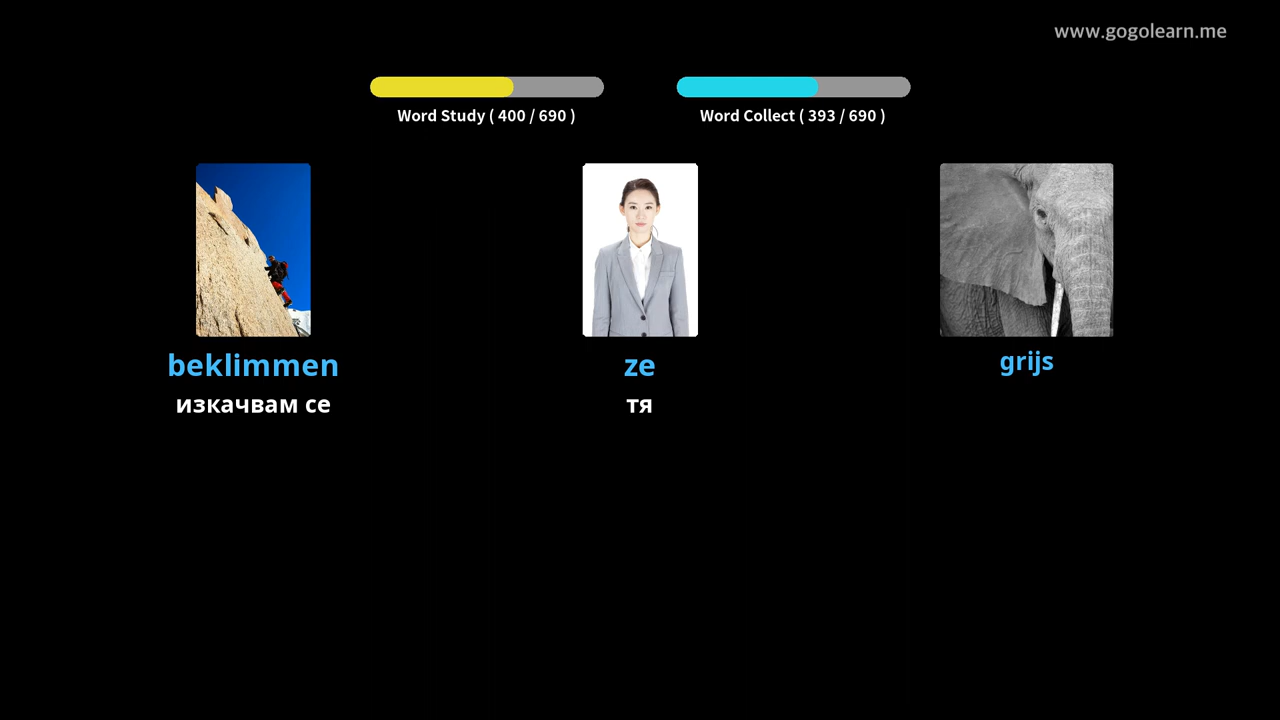 www.gogolearn.me
Word Study ( 400 / 690 )
Word Collect ( 393 / 690 )
beklimmen
изкачвам се
ze
тя
grijs